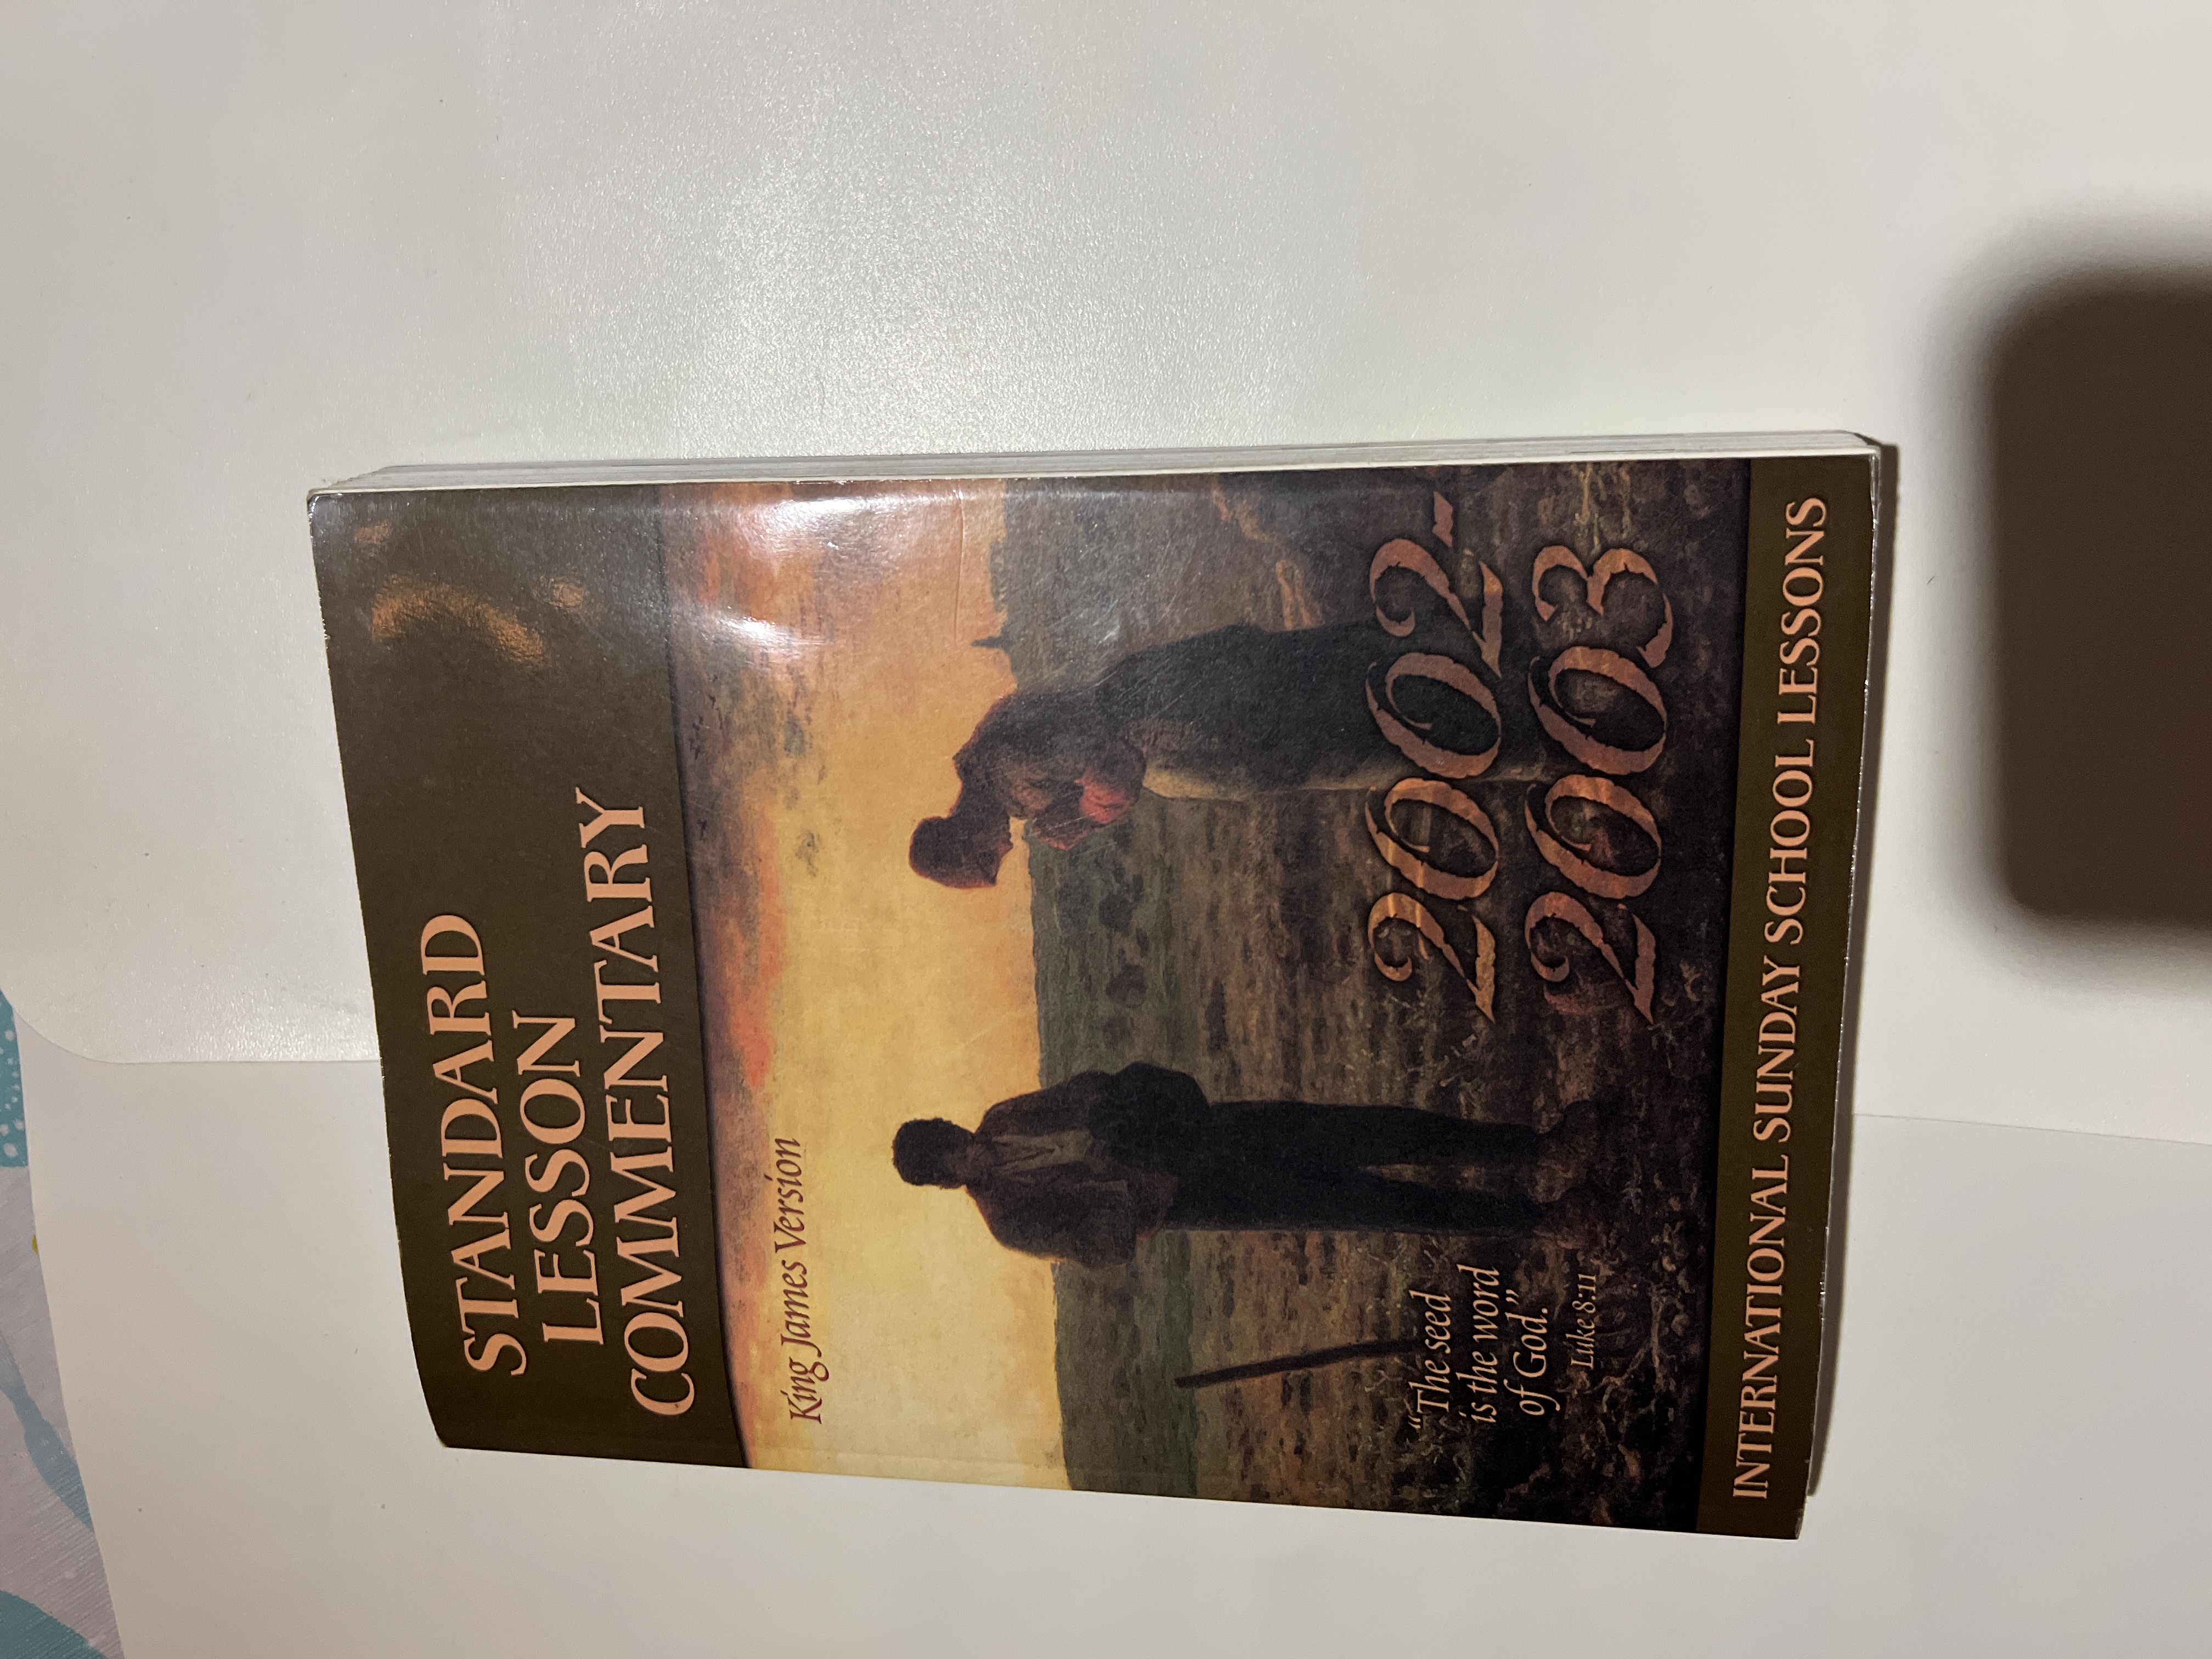 STANDARD
LESSON
COMMENTARY
King James Version
"The seed
is the word
of God."
Luke 8:11
2002-
2003
INTERNATIONAL SUNDAY SCHOOL LESSONS